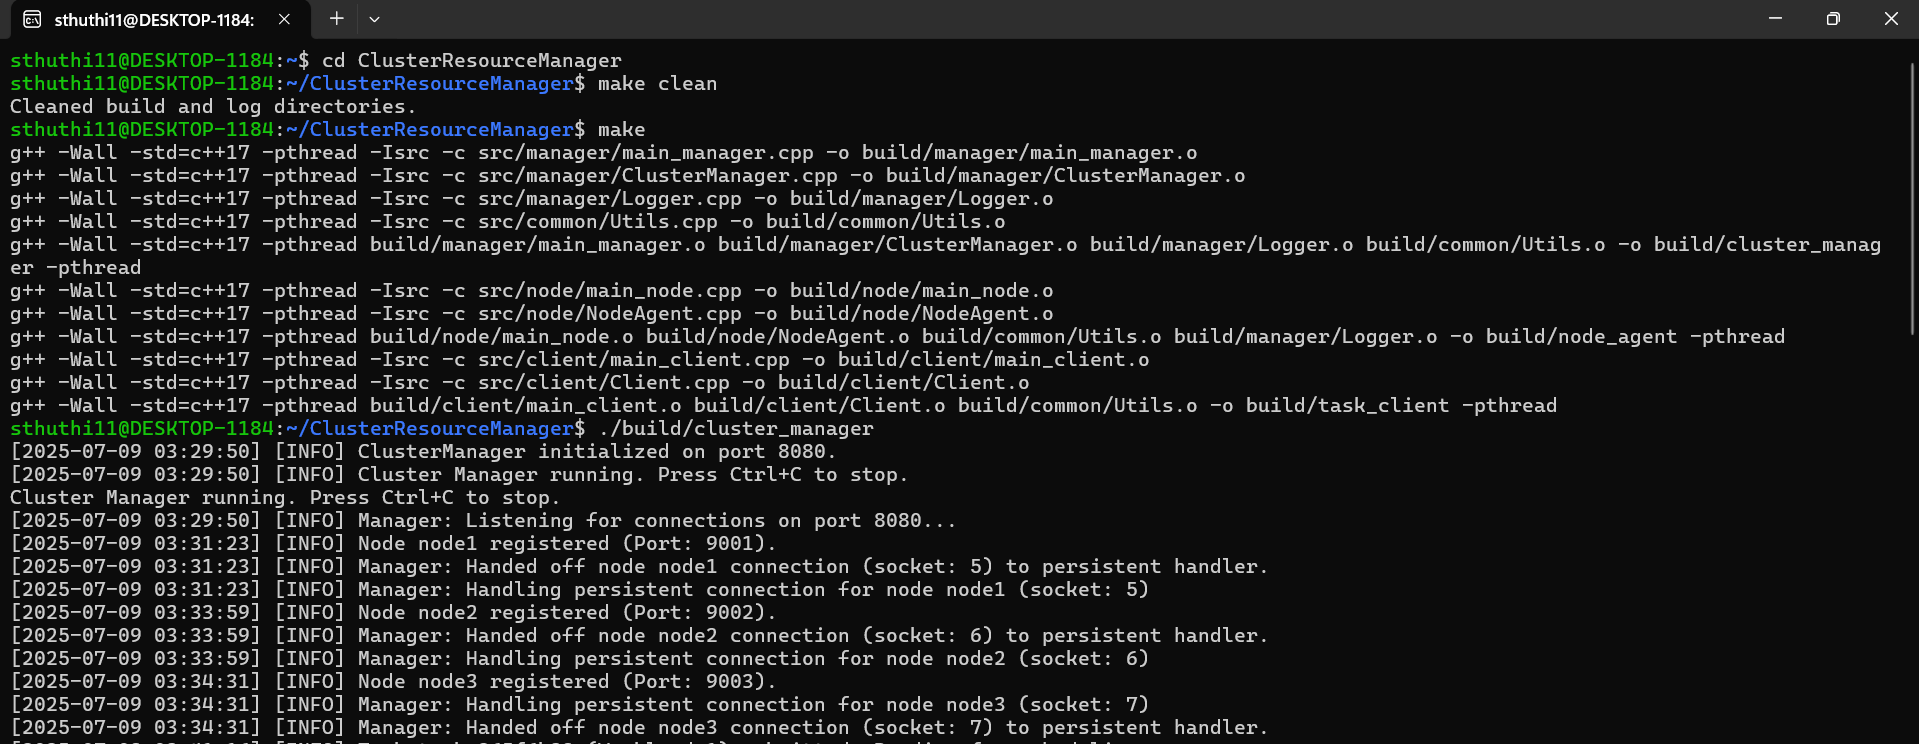 sthuthi11@DESKTOP-1184:
sthuthi11@DESKTOP-1184:~$ cd ClusterResourceManager
sthuthi11@DESKTOP-1184:~/ClusterResourceManager$ make clean
Cleaned build and log directories.
sthuthi11@DESKTOP-1184:~/ClusterResourceManager$ make
g++ -Wall -std=c++17 -pthread -Isrc -c src/manager/main_manager.cpp -o build/manager/main_manager.o
g++ -Wall -std=c++17 -pthread -Isrc -c src/manager/ClusterManager.cpp -o build/manager/ClusterManager.o
g++ -Wall -std=c++17 -pthread -Isrc -c src/manager/Logger.cpp -o build/manager/Logger.o
g++ -Wall -std=c++17 -pthread -Isrc -c src/common/Utils.cpp -o build/common/Utils.o
g++ -Wall -std=c++17 -pthread build/manager/main_manager.o build/manager/ClusterManager.o build/manager/Logger.o build/common/Utils.o -o build/cluster_manag
er -pthread
g++ -Wall -std=c++17 -pthread -Isrc -c src/node/main_node.cpp -o build/node/main_node.o
g++ -Wall -std=c++17 -pthread -Isrc -c src/node/NodeAgent.cpp -o build/node/NodeAgent.o
g++ -Wall -std=c++17 -pthread build/node/main_node.o build/node/NodeAgent.o build/common/Utils.o build/manager/Logger.o -o build/node_agent -pthread
g++ -Wall -std=c++17 -pthread -Isrc -c src/client/main_client.cpp -o build/client/main_client.o
g++ -Wall -std=c++17 -pthread -Isrc -c src/client/Client.cpp -o build/client/Client.o
g++ -Wall -std=c++17 -pthread build/client/main_client.o build/client/Client.o build/common/Utils.o -o build/task_client -pthread
sthuthi11@DESKTOP-1184:~/ClusterResourceManager$ ./build/cluster_manager
[2025-07-09 03:29:50] [INFO] ClusterManager initialized on port 8080.
[2025-07-09 03:29:50] [INFO] Cluster Manager running. Press Ctrl+C to stop.
Cluster Manager running. Press Ctrl+C to stop.
[2025-07-09 03:29:50] [INFO] Manager: Listening for connections on port 8080...
[2025-07-09 03:31:23] [INFO] Node node1 registered (Port: 9001).
[2025-07-09 03:31:23] [INFO] Manager: Handed off node node1 connection (socket: 5) to persistent handler.
[2025-07-09 03:31:23] [INFO] Manager: Handling persistent connection for node node1 (socket: 5)
[2025-07-09 03:33:59] [INFO] Node node2 registered (Port: 9002).
[2025-07-09 03:33:59] [INFO] Manager: Handed off node node2 connection (socket: 6) to persistent handler.
[2025-07-09 03:33:59] [INFO] Manager: Handling persistent connection for node node2 (socket: 6)
[2025-07-09 03:34:31] [INFO] Node node3 registered (Port: 9003).
[2025-07-09 03:34:31] [INFO] Manager: Handling persistent connection for node node3 (socket: 7)
[2025-07-09 03:34:31] [INFO] Manager: Handed off node node3 connection (socket: 7) to persistent handler.